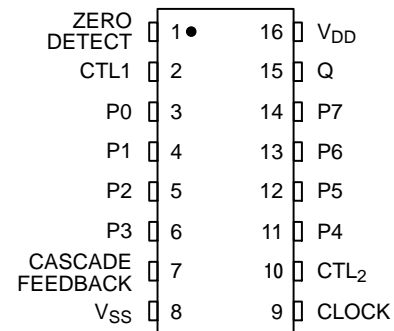 ZERO
DETECT 1 16 VDD
CTL1 2 15 Q
P0 3 14 P7
P1 4 13 P6
P2 5 12 P5
P3 6 11 P4
CASCADE
FEEDBACK 7 10 CTL2
VSS 8 9 CLOCK